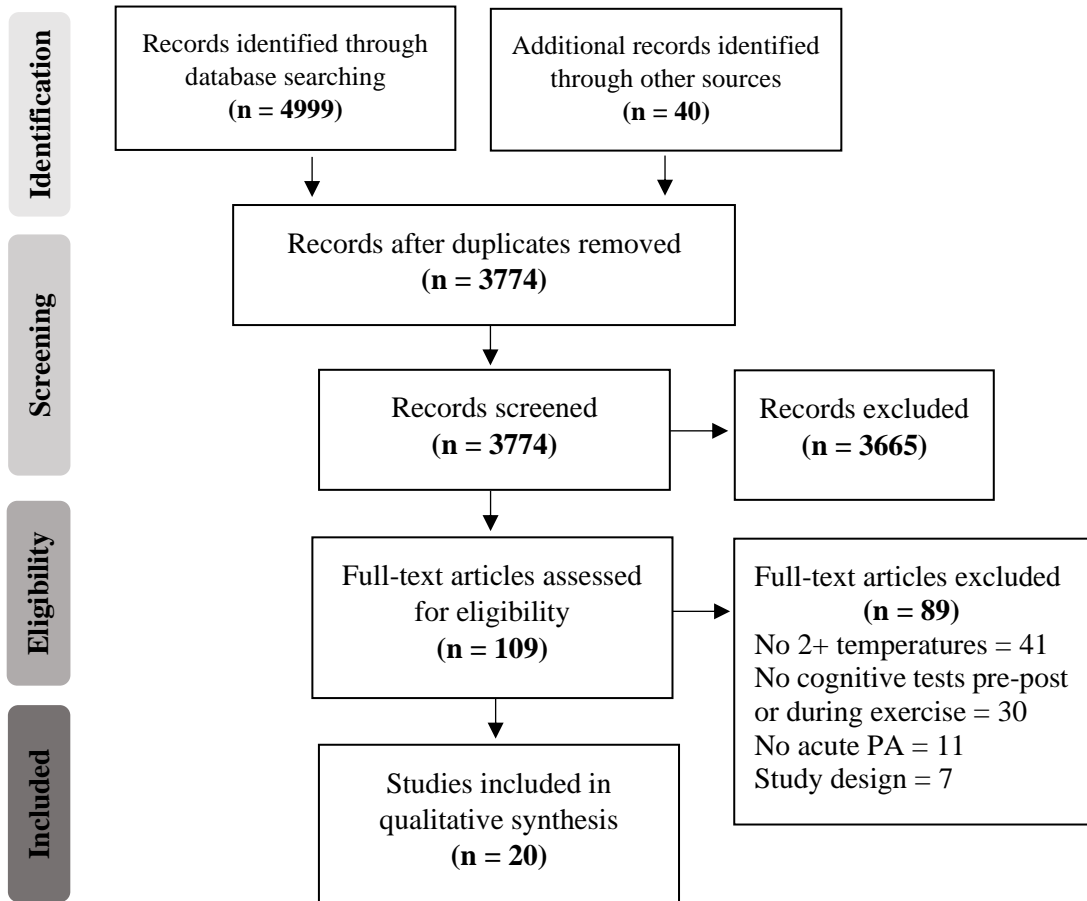 Identification
Records identified through
database searching
(n = 4999)
Additional records identified
through other sources
(n = 40)
Records after duplicates removed
(n = 3774)
Screening
Records screened
(n = 3774)
Records excluded
(n = 3665)
Eligibility
Full-text articles assessed
for eligibility
(n = 109)
Full-text articles excluded
(n = 89)
No 2+ temperatures = 41
No cognitive tests pre-post
or during exercise = 30
No acute PA = 11
Study design = 7
Included
Studies included in
qualitative synthesis
(n = 20)